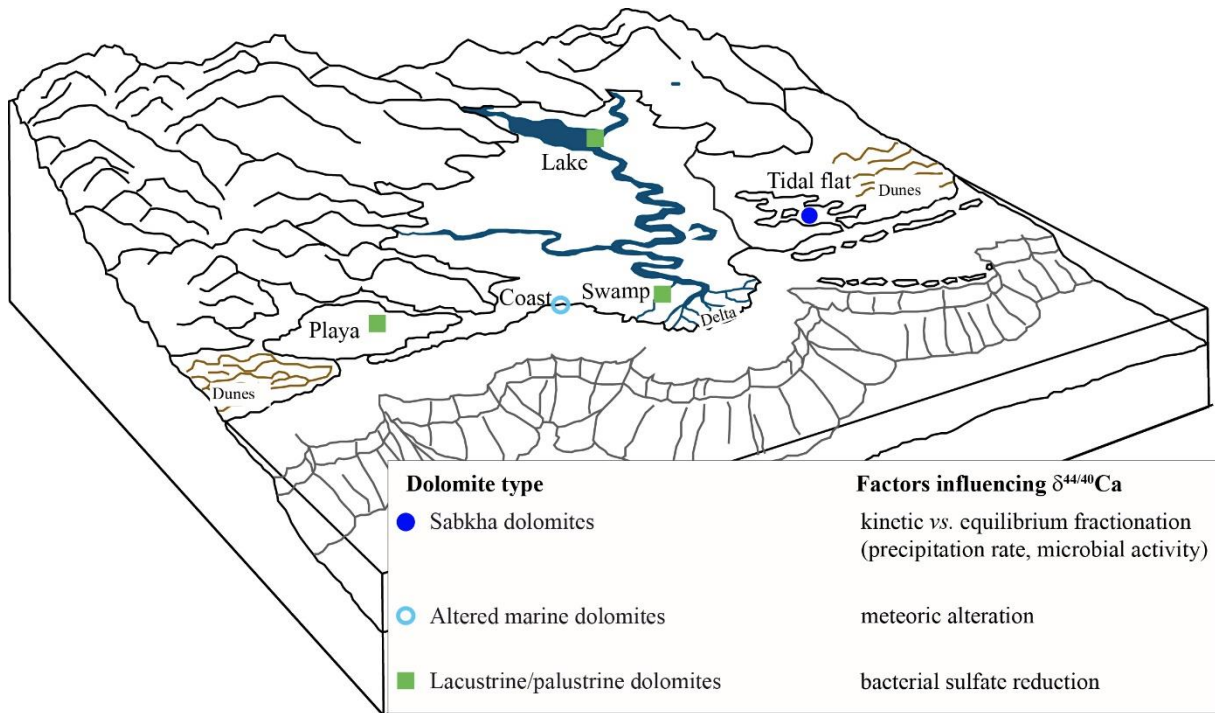 Lake
Tidal flat
Dunes
Coast
Swamp
Delta
Playa
Dunes
Dolomite type
Factors influencing δ44/40Ca
Sabkha dolomites
kinetic vs. equilibrium fractionation
(precipitation rate, microbial activity)
Altered marine dolomites
meteoric alteration
Lacustrine/palustrine dolomites
bacterial sulfate reduction